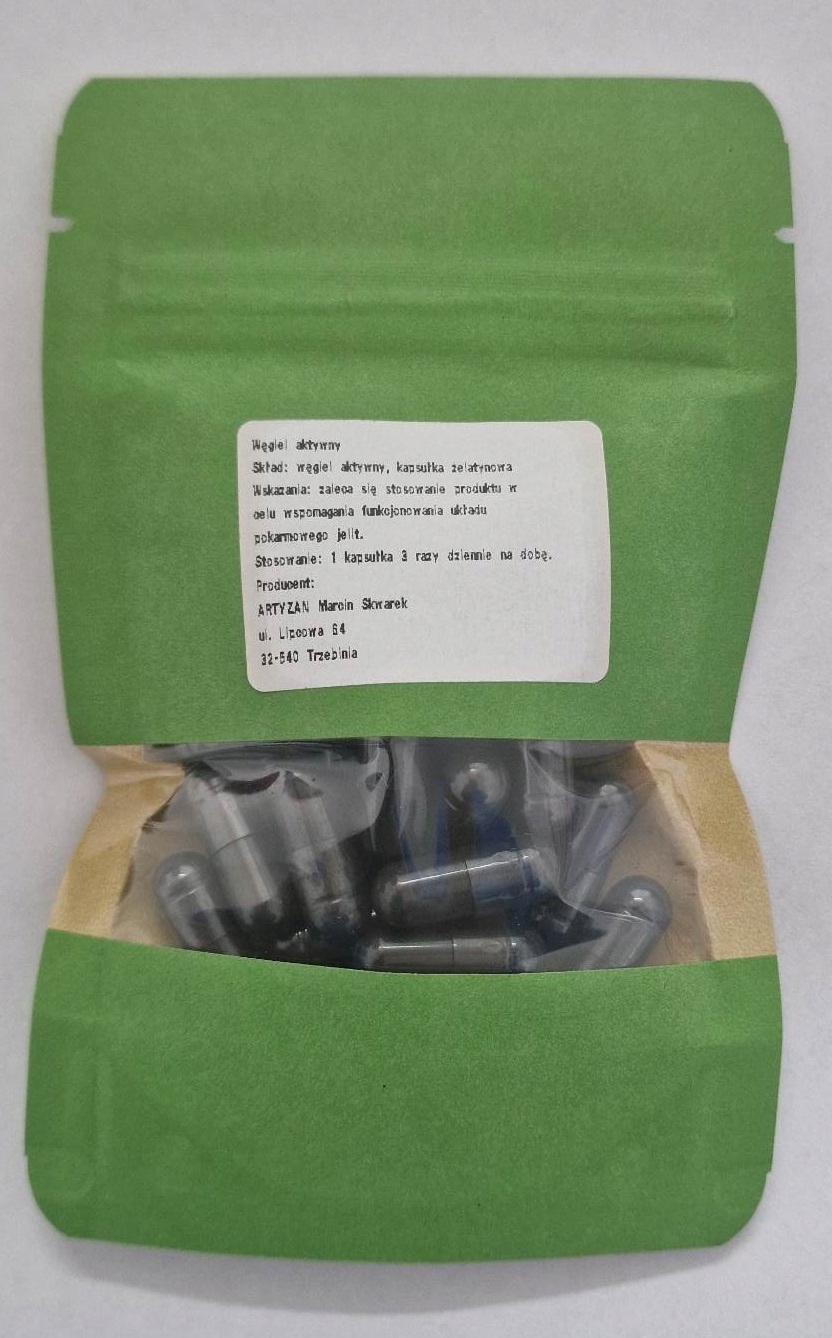 Węgiel aktywny
Skład: węgiel aktywny, kapsułka żelatynowa
Wskazania: zaleca się stosowanie produktu w
celu wspomagania funkcjonowania układu
pokarmowego jelit.
Stosowanie: 1 kapsułka 3 razy dziennie na dobę.
Producent:
ARTYZAN Marcin Skwarek
ul. Lipcowa 64
32-540 Trzebinia